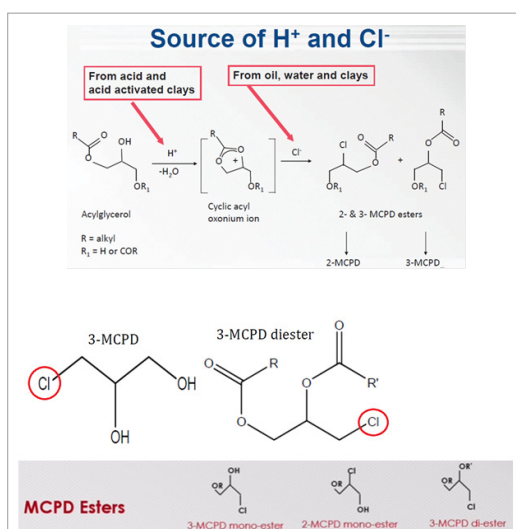 Source of H⁺ and Cl⁻
From acid and
acid activated clays
From oil, water and clays
R
O
OH
O
OR₁
H⁺
-H₂O
R
O
O
+
OR₁
Cl⁻
Cl
O
R
O
OR₁
+
R
O
O
OR₁ Cl
Acylglycerol
Cyclic acyl
oxonium ion
2- & 3- MCPD esters
R = alkyl
R₁ = H or COR
2-MCPD
3-MCPD
3-MCPD
Cl
OH
OH
3-MCPD diester
O
R
O
O
R'
O
Cl
MCPD Esters
OH
OR
Cl
3-MCPD mono-ester
Cl
OR
OH
2-MCPD mono-ester
OR'
OR
Cl
3-MCPD di-ester